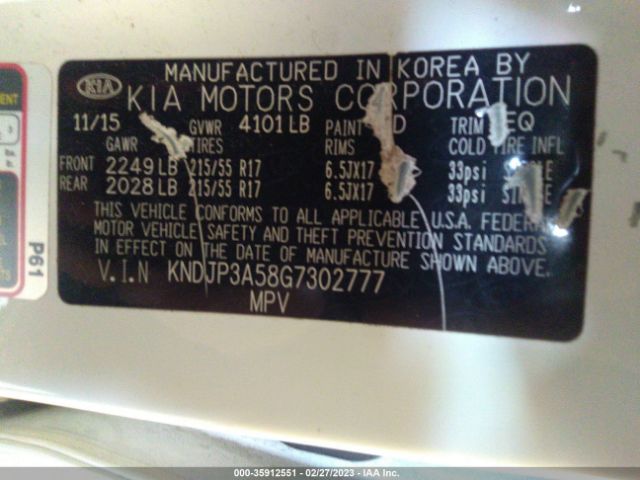 MANUFACTURED IN KOREA BY
KIA KIA MOTORS CORPORATION
11/15 GVWR 4101 LB PAINT D TRIM EQ
GAWR TIRES RIMS COLD TIRE INFL
FRONT 2249 LB 215/55 R17 6.5JX17 33psi
REAR 2028 LB 215/55 R17 6.5JX17 33psi
THIS VEHICLE CONFORMS TO ALL APPLICABLE U.S.A. FEDERAL
MOTOR VEHICLE SAFETY AND THEFT PREVENTION STANDARDS
IN EFFECT ON THE DATE OF MANUFACTURE SHOWN ABOVE.
V.I.N KNDJP3A58G7302777
MPV
P61
000-35912551 - 02/27/2023 - IAA Inc.